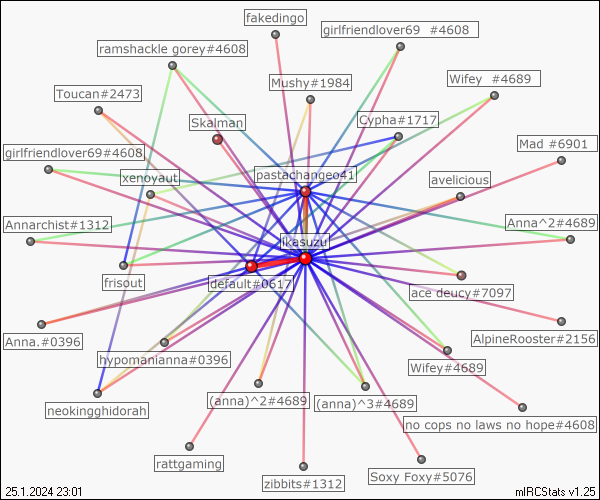 fakedingo
girlfriendlover69 #4608
ramshackle gorey#4608
Wifey #4689
Mushy#1984
Toucan#2473
Cypha#1717
Skalman
Mad #6901
girlfriendlover69#4608
pastachangeo41
xenoyaut
avelicious
Annarchist#1312
Anna^2#4689
ikasuzu
frisout
default#0617
ace deucy#7097
Anna.#0396
AlpineRooster#2156
hypomanianna#0396
Wifey#4689
neokingghidorah
(anna)^2#4689
(anna)^3#4689
no cops no laws no hope#4608
rattgaming
zibbits#1312
Soxy Foxy#5076
25.1.2024 23:01
mIRCStats v1.25